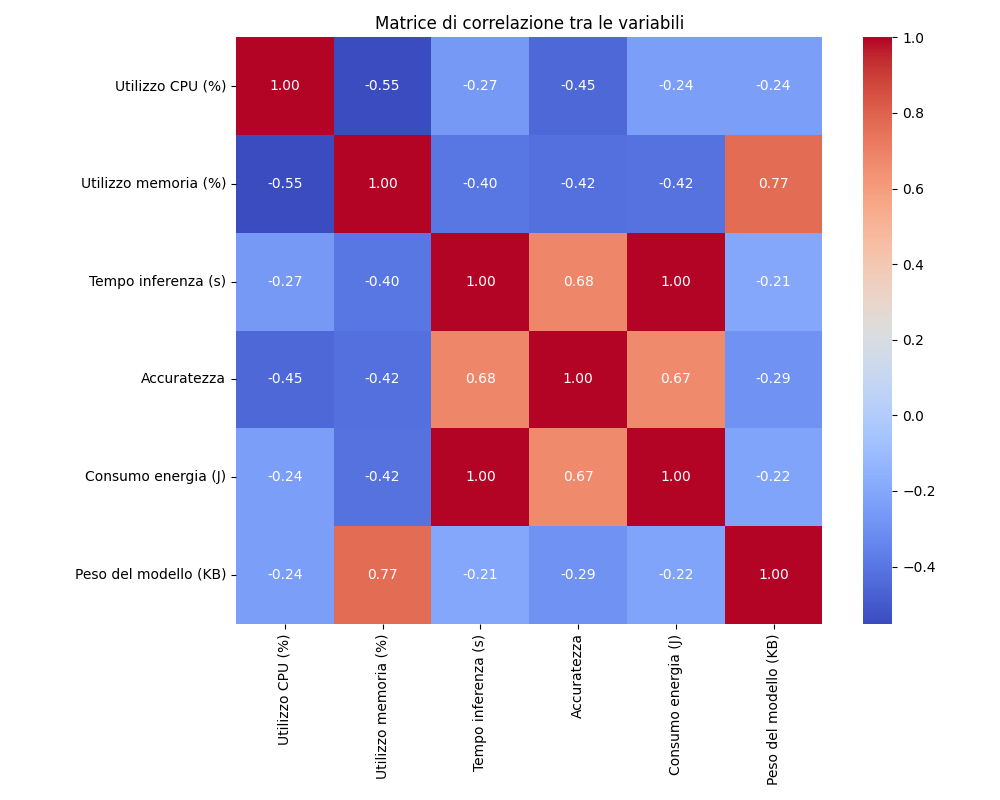 Matrice di correlazione tra le variabili
Utilizzo CPU (%) 1.00 -0.55 -0.27 -0.45 -0.24 -0.24
Utilizzo memoria (%) -0.55 1.00 -0.40 -0.42 -0.42 0.77
Tempo inferenza (s) -0.27 -0.40 1.00 0.68 1.00 -0.21
Accuratezza -0.45 -0.42 0.68 1.00 0.67 -0.29
Consumo energia (J) -0.24 -0.42 1.00 0.67 1.00 -0.22
Peso del modello (KB) -0.24 0.77 -0.21 -0.29 -0.22 1.00
Utilizzo CPU (%)
Utilizzo memoria (%)
Tempo inferenza (s)
Accuratezza
Consumo energia (J)
Peso del modello (KB)
1.0
0.8
0.6
0.4
0.2
0.0
−0.2
−0.4